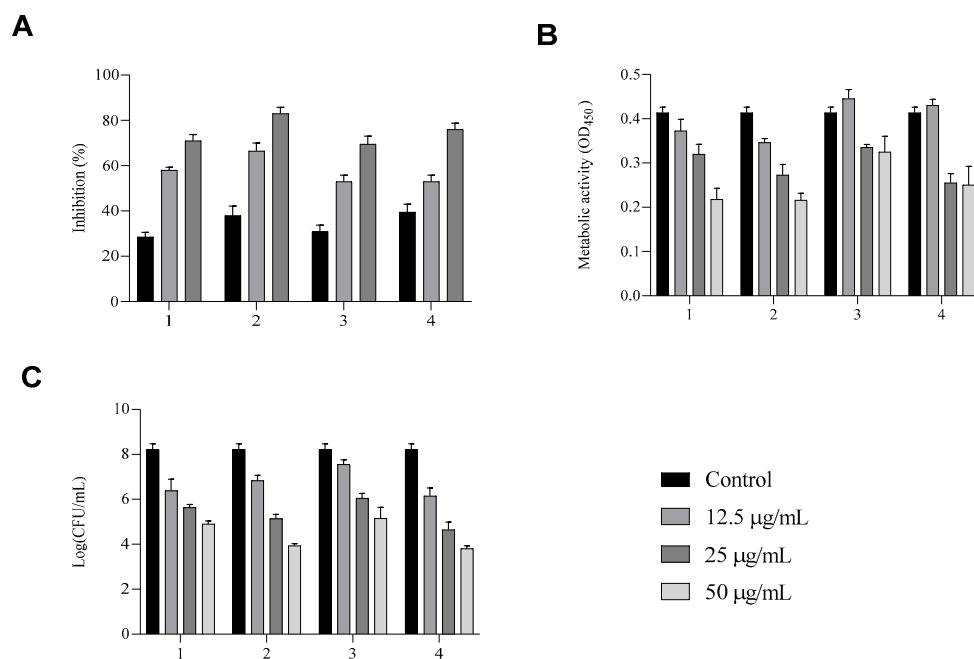 A
Inhibition (%)
100
80
60
40
20
0
1 2 3 4
B
Metabolic activity (OD450)
0.5
0.4
0.3
0.2
0.1
0.0
1 2 3 4
C
Log(CFU/mL)
10
8
6
4
2
0
1 2 3 4
Control
12.5 μg/mL
25 μg/mL
50 μg/mL